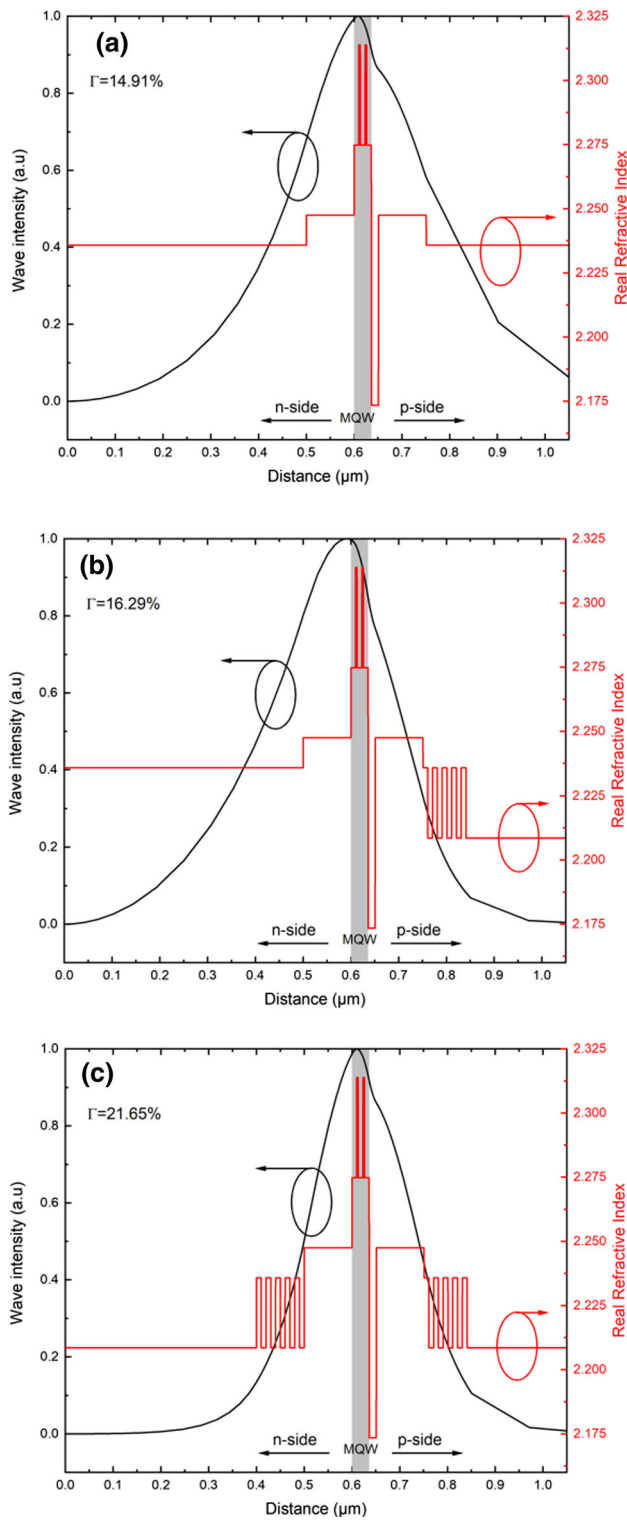 (a)
Γ=14.91%
Wave intensity (a.u)
1.0
0.8
0.6
0.4
0.2
0.0
2.325
2.300
2.275
2.250
2.225
2.200
2.175
Real Refractive Index
n-side
MQW
p-side
0.0 0.1 0.2 0.3 0.4 0.5 0.6 0.7 0.8 0.9 1.0
Distance (µm)
(b)
Γ=16.29%
Wave intensity (a.u)
1.0
0.8
0.6
0.4
0.2
0.0
2.325
2.300
2.275
2.250
2.225
2.200
2.175
Real Refractive Index
n-side
MQW
p-side
0.0 0.1 0.2 0.3 0.4 0.5 0.6 0.7 0.8 0.9 1.0
Distance (µm)
(c)
Γ=21.65%
Wave intensity (a.u)
1.0
0.8
0.6
0.4
0.2
0.0
2.325
2.300
2.275
2.250
2.225
2.200
2.175
Real Refractive Index
n-side
MQW
p-side
0.0 0.1 0.2 0.3 0.4 0.5 0.6 0.7 0.8 0.9 1.0
Distance (µm)